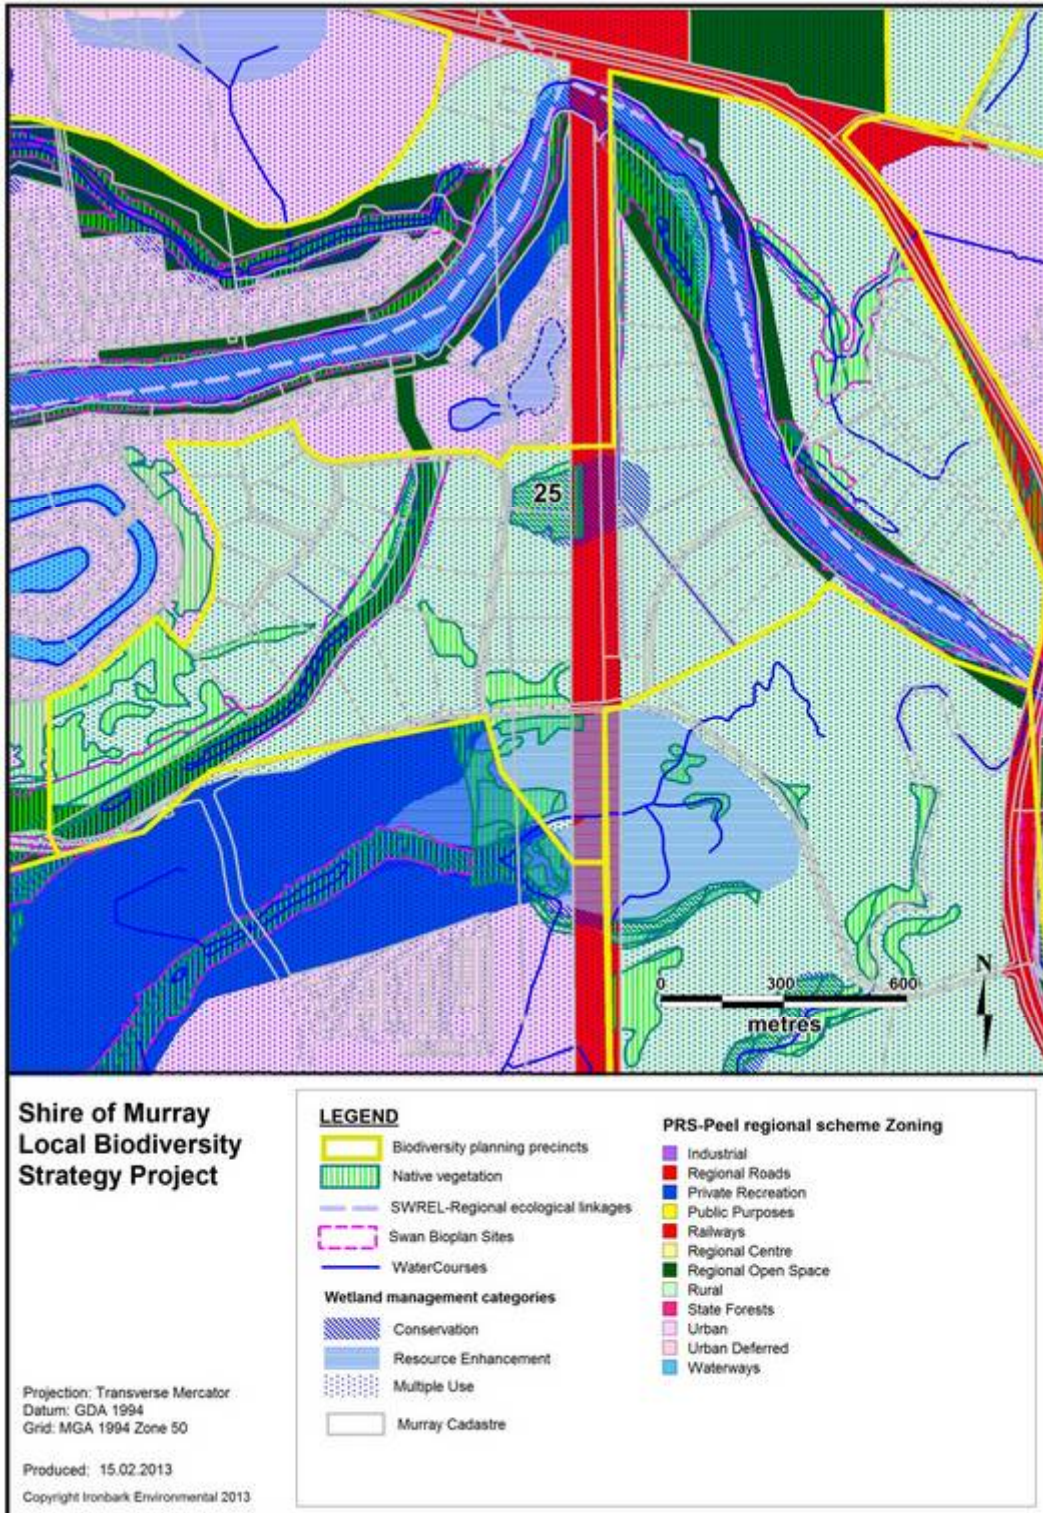 25
N
0 300 600
metres
Shire of Murray
Local Biodiversity
Strategy Project
Projection: Transverse Mercator
Datum: GDA 1994
Grid: MGA 1994 Zone 50
Produced: 15.02.2013
Copyright Ironbark Environmental 2013
LEGEND
Biodiversity planning precincts
Native vegetation
SWREL-Regional ecological linkages
Swan Bioplan Sites
WaterCourses
Wetland management categories
Conservation
Resource Enhancement
Multiple Use
Murray Cadastre
PRS-Peel regional scheme Zoning
Industrial
Regional Roads
Private Recreation
Public Purposes
Railways
Regional Centre
Regional Open Space
Rural
State Forests
Urban
Urban Deferred
Waterways